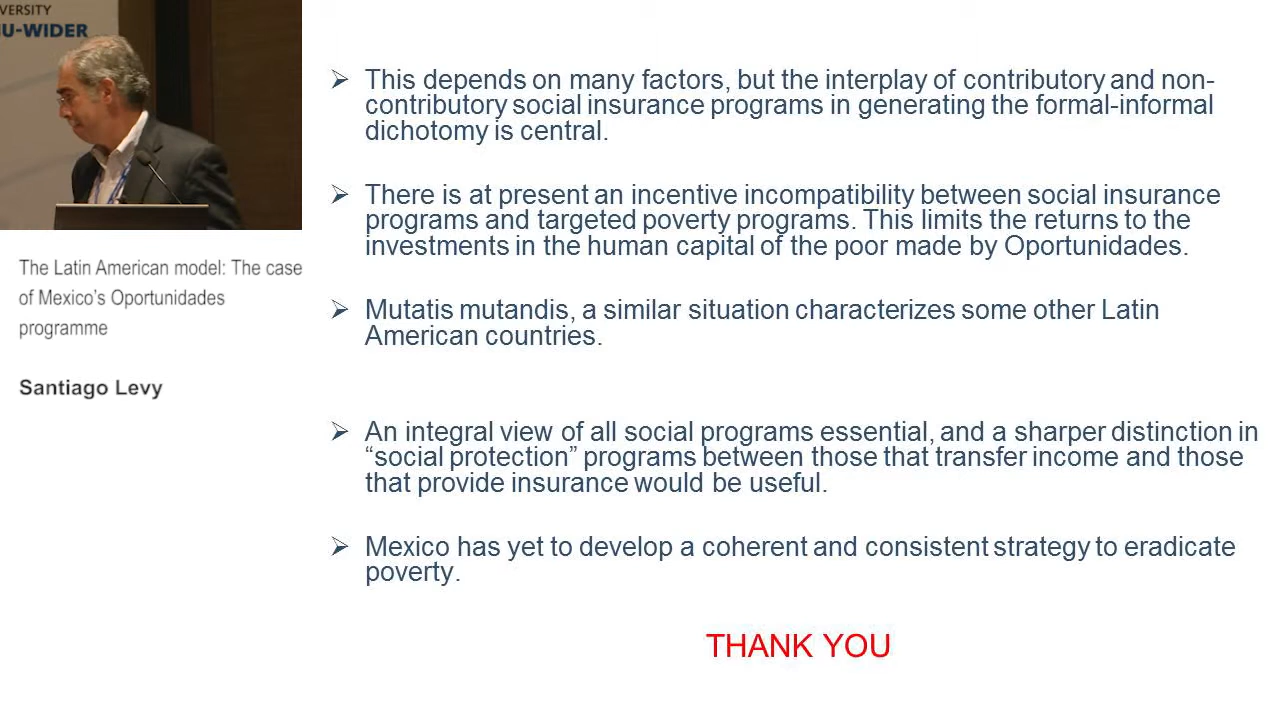 VERSITY
U-WIDER
The Latin American model: The case
of Mexico's Oportunidades
programme
Santiago Levy
This depends on many factors, but the interplay of contributory and non-
contributory social insurance programs in generating the formal-informal
dichotomy is central.
There is at present an incentive incompatibility between social insurance
programs and targeted poverty programs. This limits the returns to the
investments in the human capital of the poor made by Oportunidades.
Mutatis mutandis, a similar situation characterizes some other Latin
American countries.
An integral view of all social programs essential, and a sharper distinction in
“social protection” programs between those that transfer income and those
that provide insurance would be useful.
Mexico has yet to develop a coherent and consistent strategy to eradicate
poverty.
THANK YOU